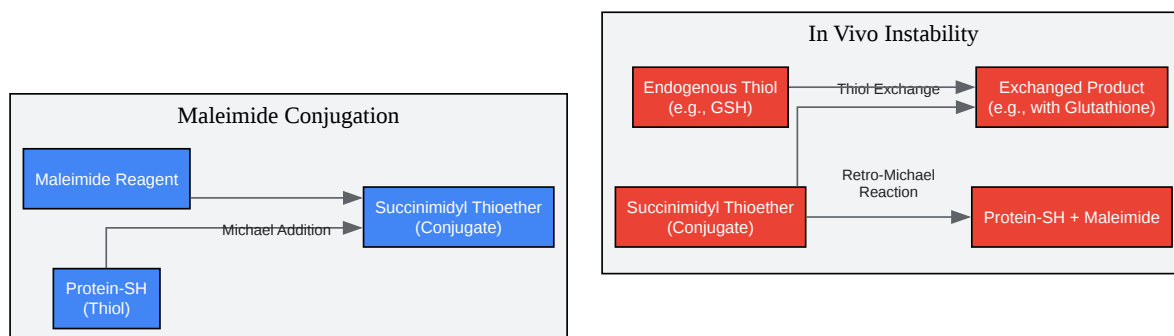 Maleimide Conjugation
Maleimide Reagent
Succinimidyl Thioether
(Conjugate)
Michael Addition
Protein-SH
(Thiol)
In Vivo Instability
Endogenous Thiol
(e.g., GSH)
Thiol Exchange
Exchanged Product
(e.g., with Glutathione)
Retro-Michael
Reaction
Succinimidyl Thioether
(Conjugate)
Protein-SH + Maleimide